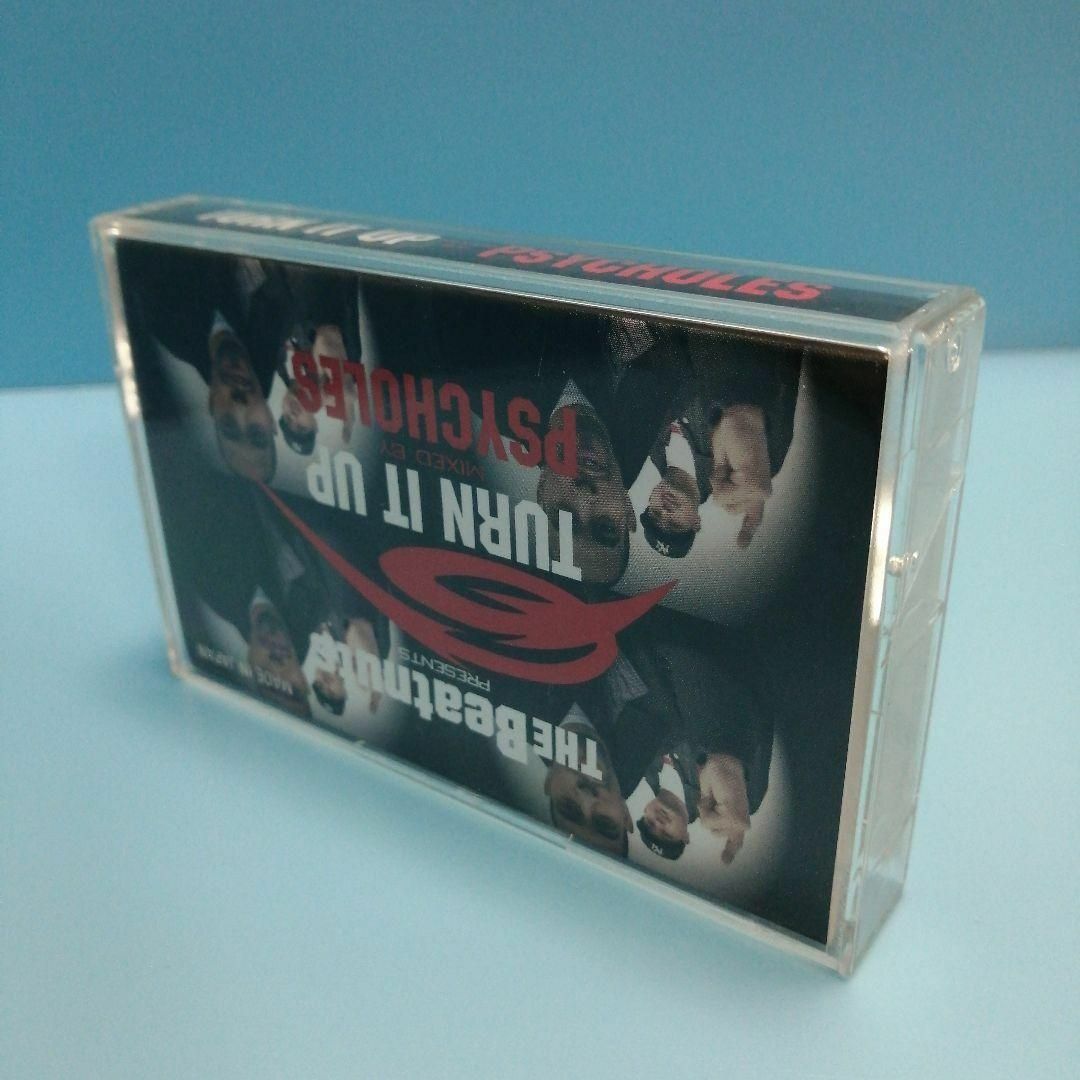 TURN IT UP PSYCHOLES
THE Beatnuts
PRESENTS
TURN IT UP
MIXED BY
PSYCHOLES
MADE IN JAPAN